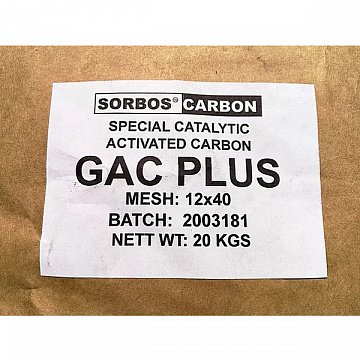 SORBOS® CARBON
SPECIAL CATALYTIC
ACTIVATED CARBON
GAC PLUS
MESH: 12x40
BATCH: 2003181
NETT WT: 20 KGS